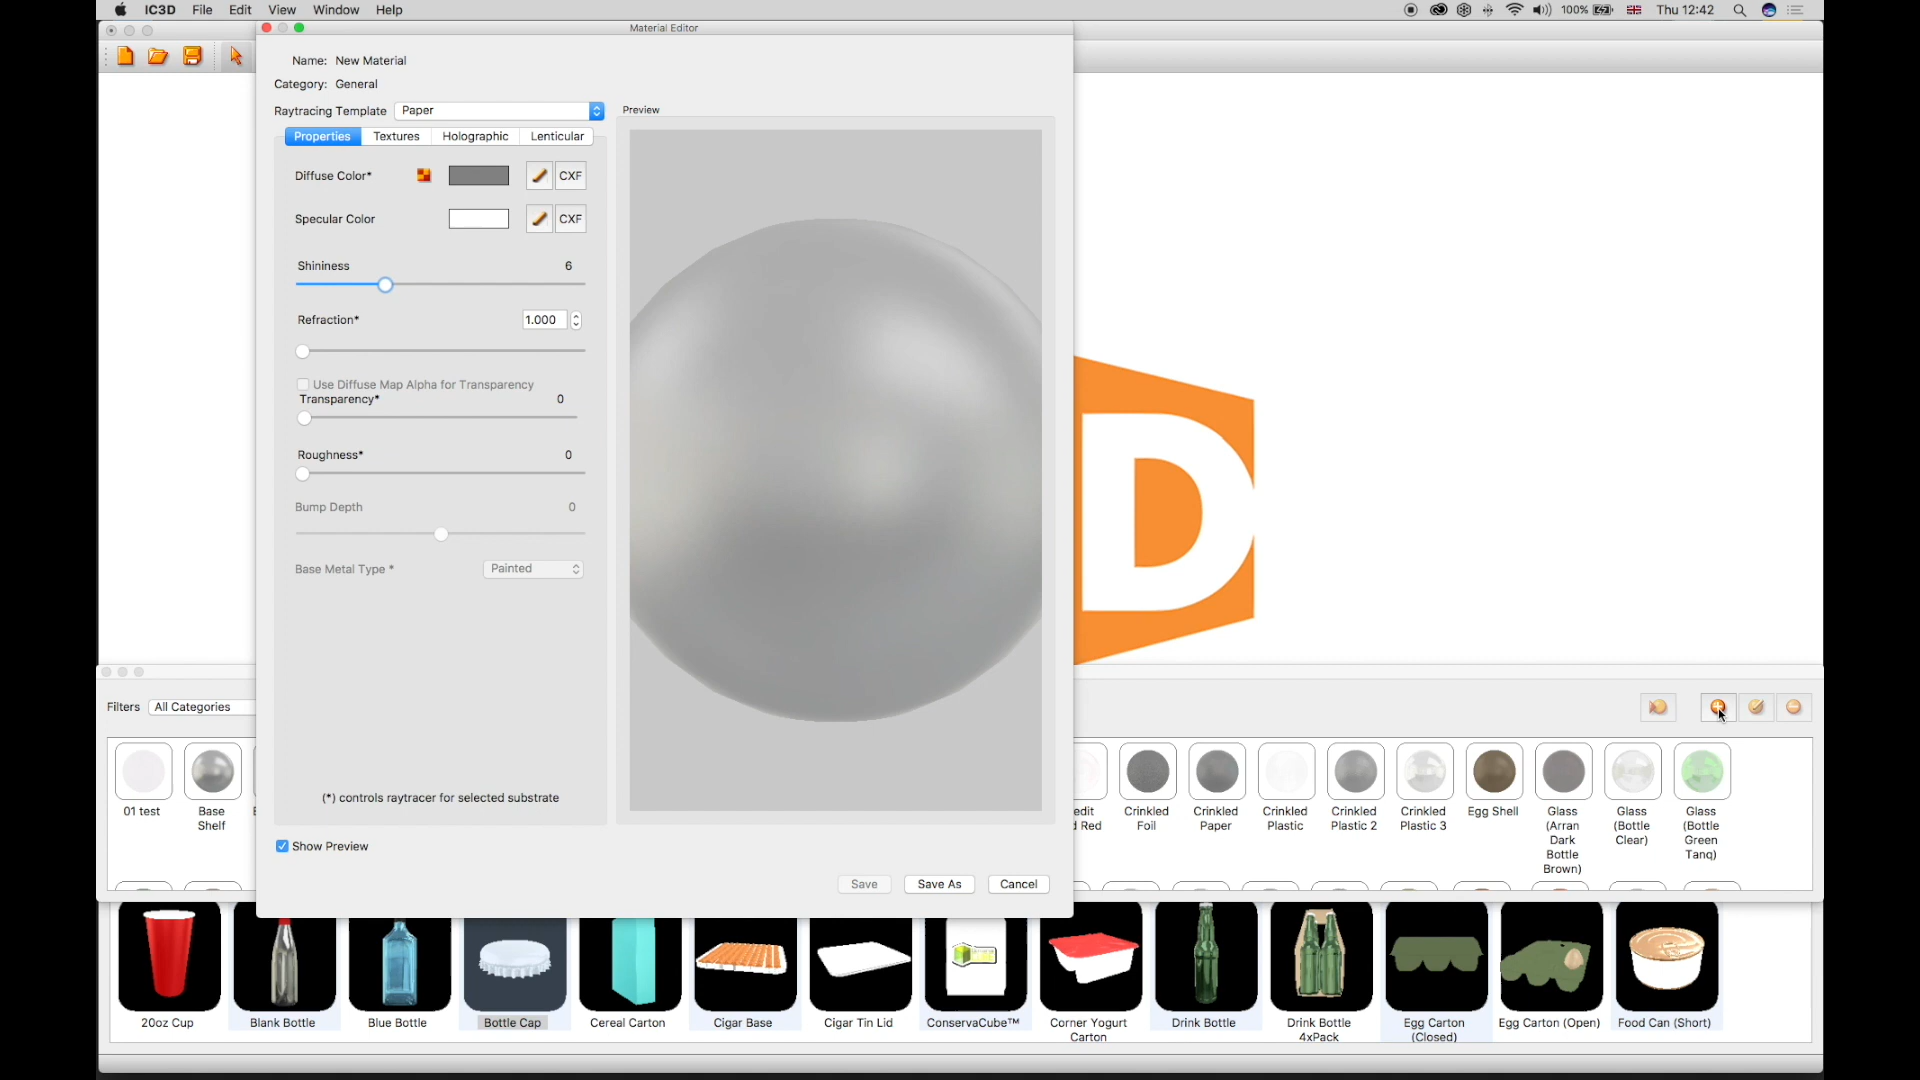 IC3D File Edit View Window Help 100% Thu 12:42
Material Editor
Name: New Material
Category: General
Raytracing Template Paper
Preview
Properties Textures Holographic Lenticular
Diffuse Color* CXF
Specular Color CXF
Shininess 6
Refraction* 1.000
Use Diffuse Map Alpha for Transparency
Transparency* 0
Roughness* 0
Bump Depth 0
Base Metal Type * Painted
(*) controls raytracer for selected substrate
Show Preview
Save Save As Cancel
D
Filters All Categories
01 test
Base
Shelf
edit
Red
Crinkled
Foil
Crinkled
Paper
Crinkled
Plastic
Crinkled
Plastic 2
Crinkled
Plastic 3
Egg Shell
Glass
(Arran
Dark
Bottle
Brown)
Glass
(Bottle
Clear)
Glass
(Bottle
Green
Tang)
20oz Cup
Blank Bottle
Blue Bottle
Bottle Cap
Cereal Carton
Cigar Base
Cigar Tin Lid
ConservaCube™
Corner Yogurt
Carton
Drink Bottle
Drink Bottle
4xPack
Egg Carton
(Closed)
Egg Carton (Open)
Food Can (Short)